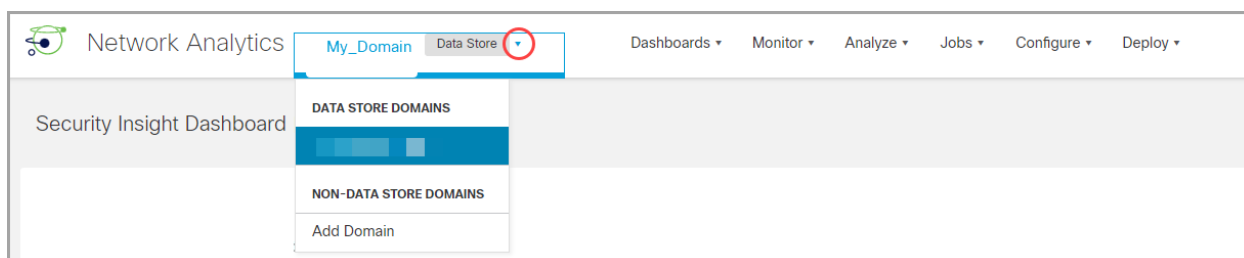 Network Analytics My_Domain Data Store Dashboards Monitor Analyze Jobs Configure Deploy
Security Insight Dashboard
DATA STORE DOMAINS
NON-DATA STORE DOMAINS
Add Domain